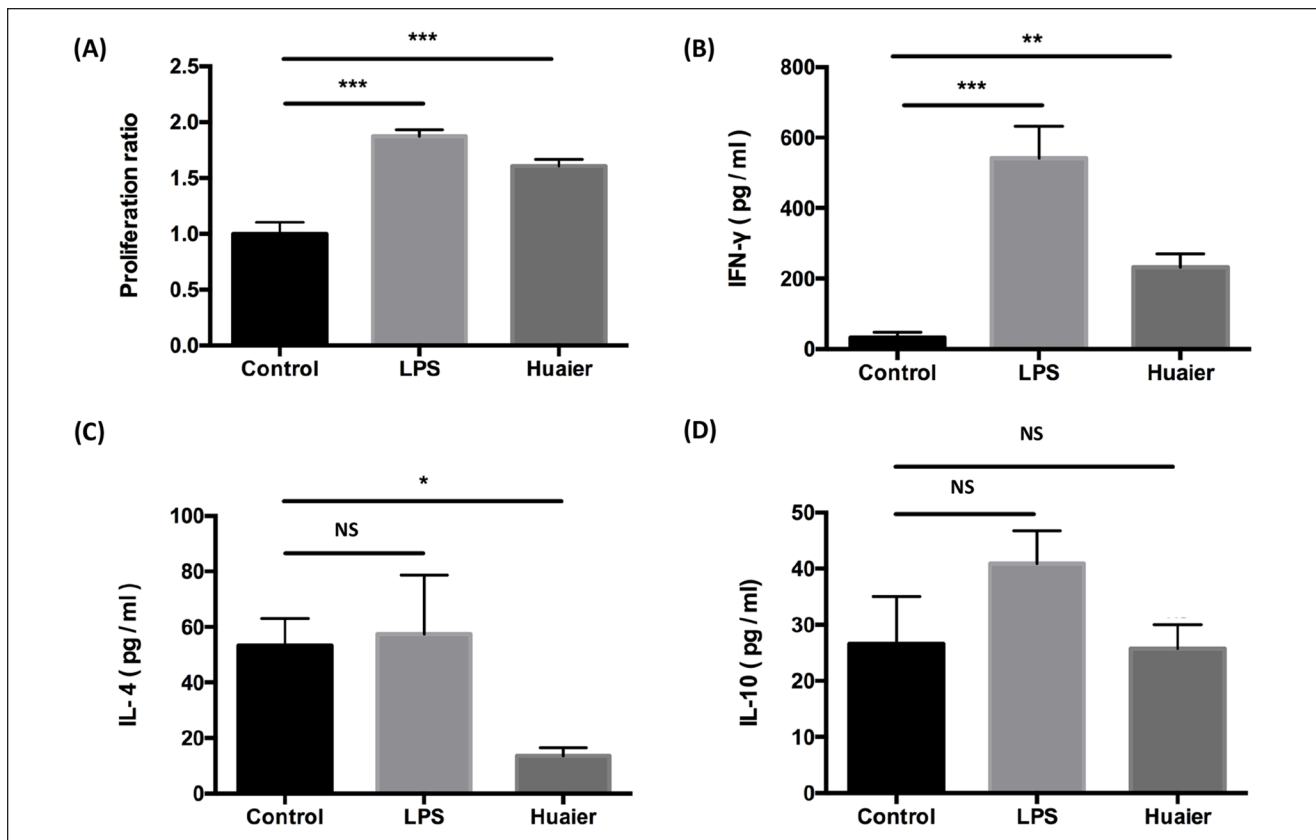 (A)
***
***
2.5
2.0
1.5
1.0
0.5
0.0
Proliferation ratio
Control LPS Huaier
(B)
**
***
800
600
400
200
0
IFN-γ ( pg / ml )
Control LPS Huaier
(C)
*
NS
100
80
60
40
20
0
IL- 4 ( pg / ml )
Control LPS Huaier
(D)
NS
NS
50
40
30
20
10
0
IL-10 ( pg / ml)
Control LPS Huaier